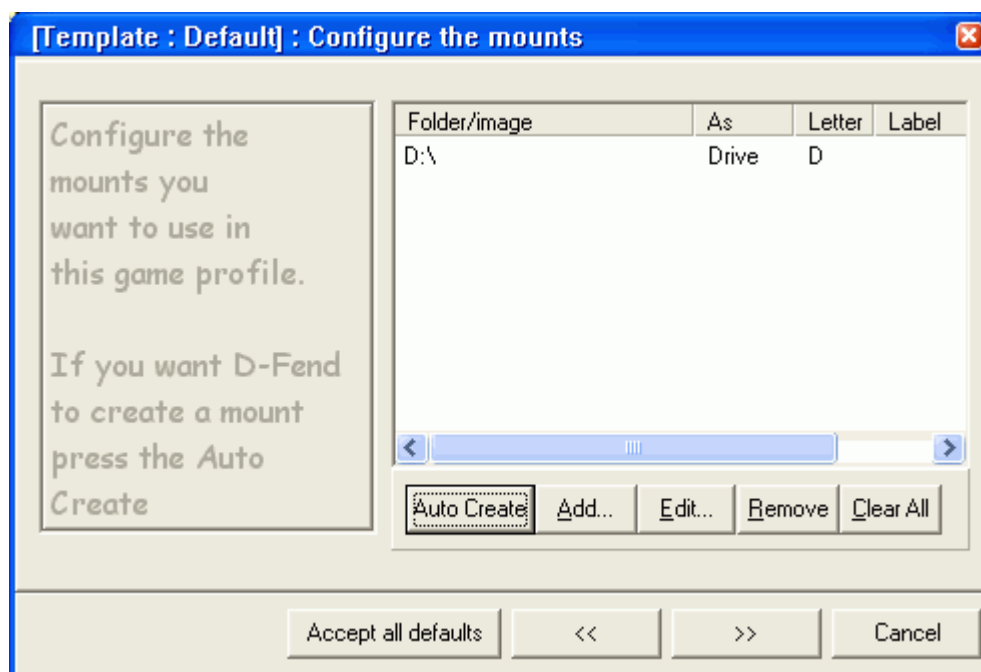 [Template : Default] : Configure the mounts
Configure the
mounts you
want to use in
this game profile.
If you want D-Fend
to create a mount
press the Auto
Create
Folder/image As Letter Label
D:\ Drive D
Auto Create Add... Edit... Remove Clear All
Accept all defaults << >> Cancel